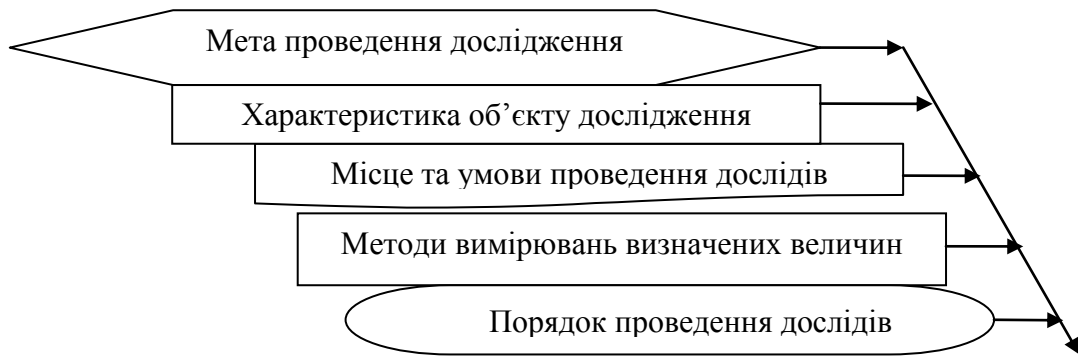 Мета проведення дослідження
Характеристика об’єкту дослідження
Місце та умови проведення дослідів
Методи вимірювань визначених величин
Порядок проведення дослідів